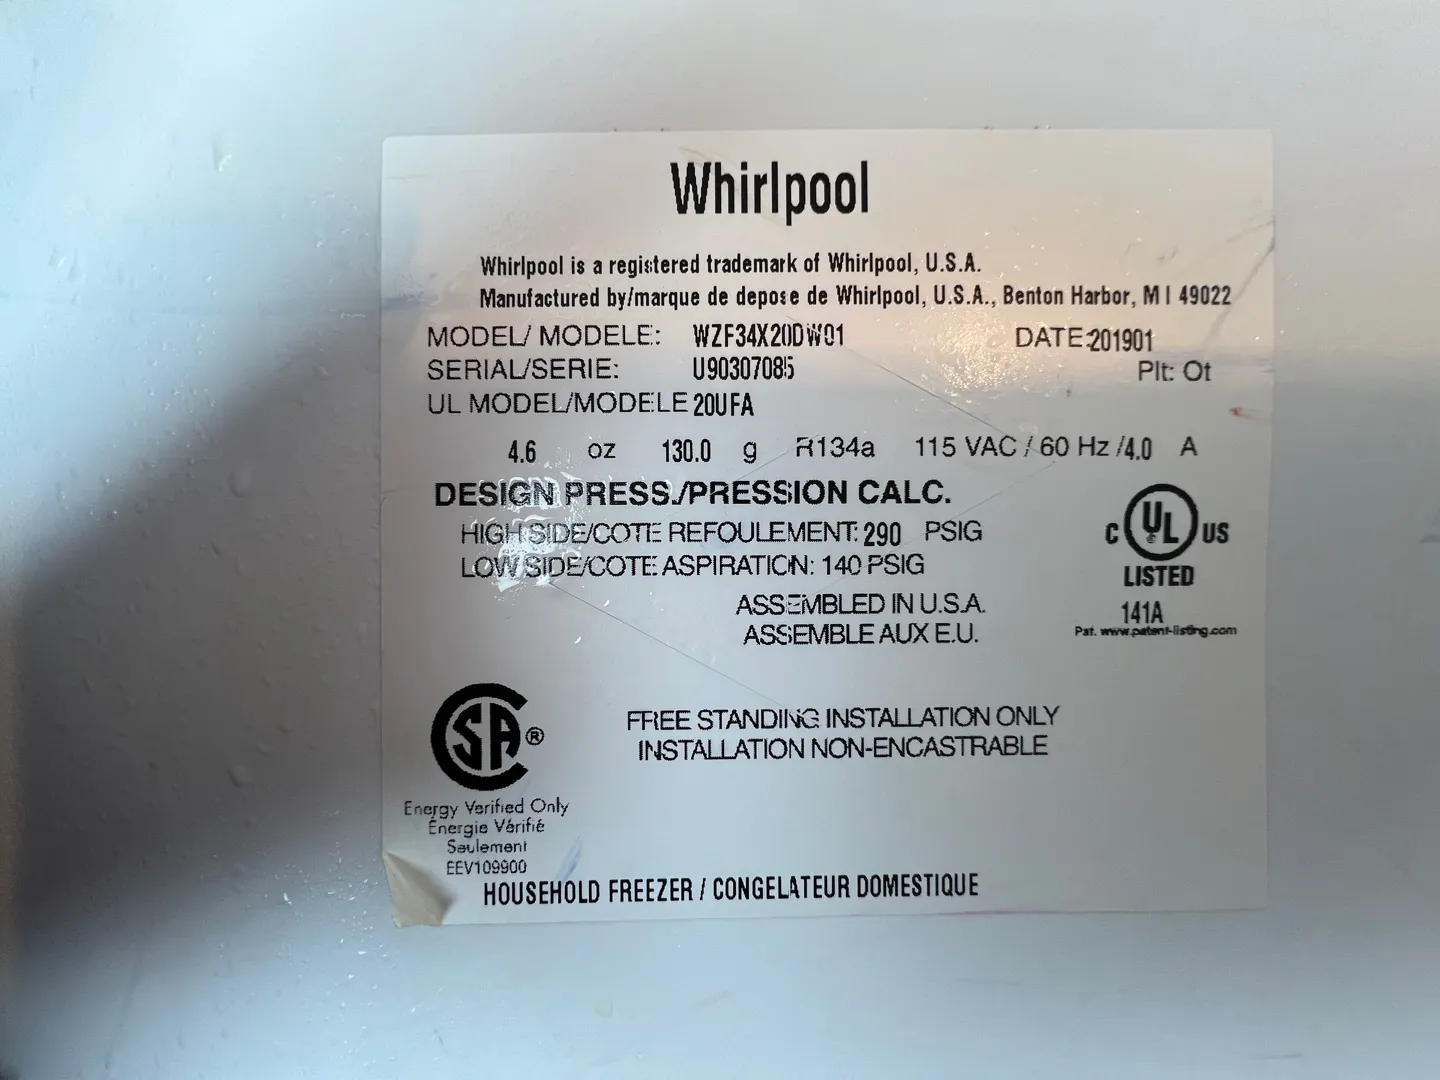 Whirlpool
Whirlpool is a registered trademark of Whirlpool, U.S.A.
Manufactured by/marque de depose de Whirlpool, U.S.A., Benton Harbor, M I 49022
MODEL/ MODELE: WZF34X20DW01 DATE:201901
SERIAL/SERIE: U90307085 Plt: Ot
UL MODEL/MODELE 20UFA
4.6 oz 130.0 g R134a 115 VAC / 60 Hz /4.0 A
DESIGN PRESS./PRESSION CALC.
HIGH SIDE/COTE REFOULEMENT: 290 PSIG
LOW SIDE/COTE ASPIRATION: 140 PSIG
C UL US
LISTED
141A
Pat. www.patent-listing.com
ASSEMBLED IN U.S.A.
ASSEMBLE AUX E.U.
FREE STANDING INSTALLATION ONLY
INSTALLATION NON-ENCASTRABLE
CSA ®
Energy Verified Only
Énergie Vérifié
Seulement
EEV109900
HOUSEHOLD FREEZER / CONGELATEUR DOMESTIQUE